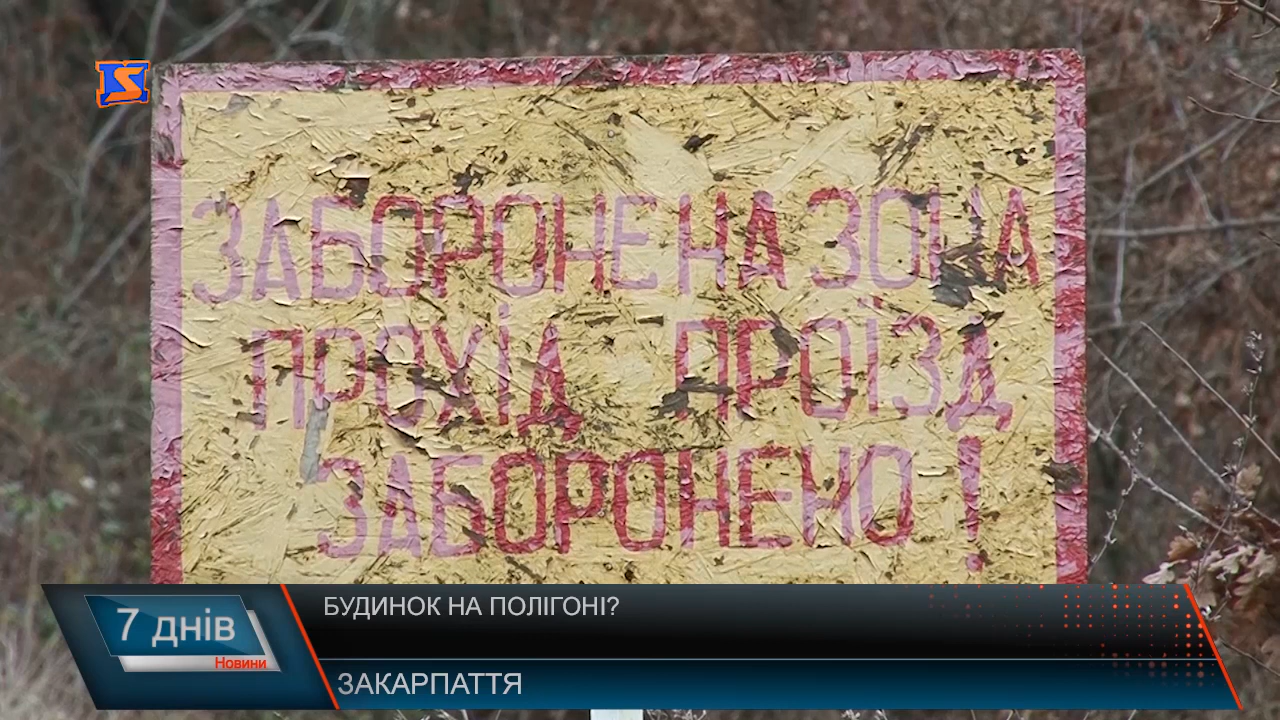 ЗАБОРОНЕНА ЗОНА
ПРОХІД ПРОЇЗД
ЗАБОРОНЕНО!
7 днів
Новини
БУДИНОК НА ПОЛІГОНІ?
ЗАКАРПАТТЯ